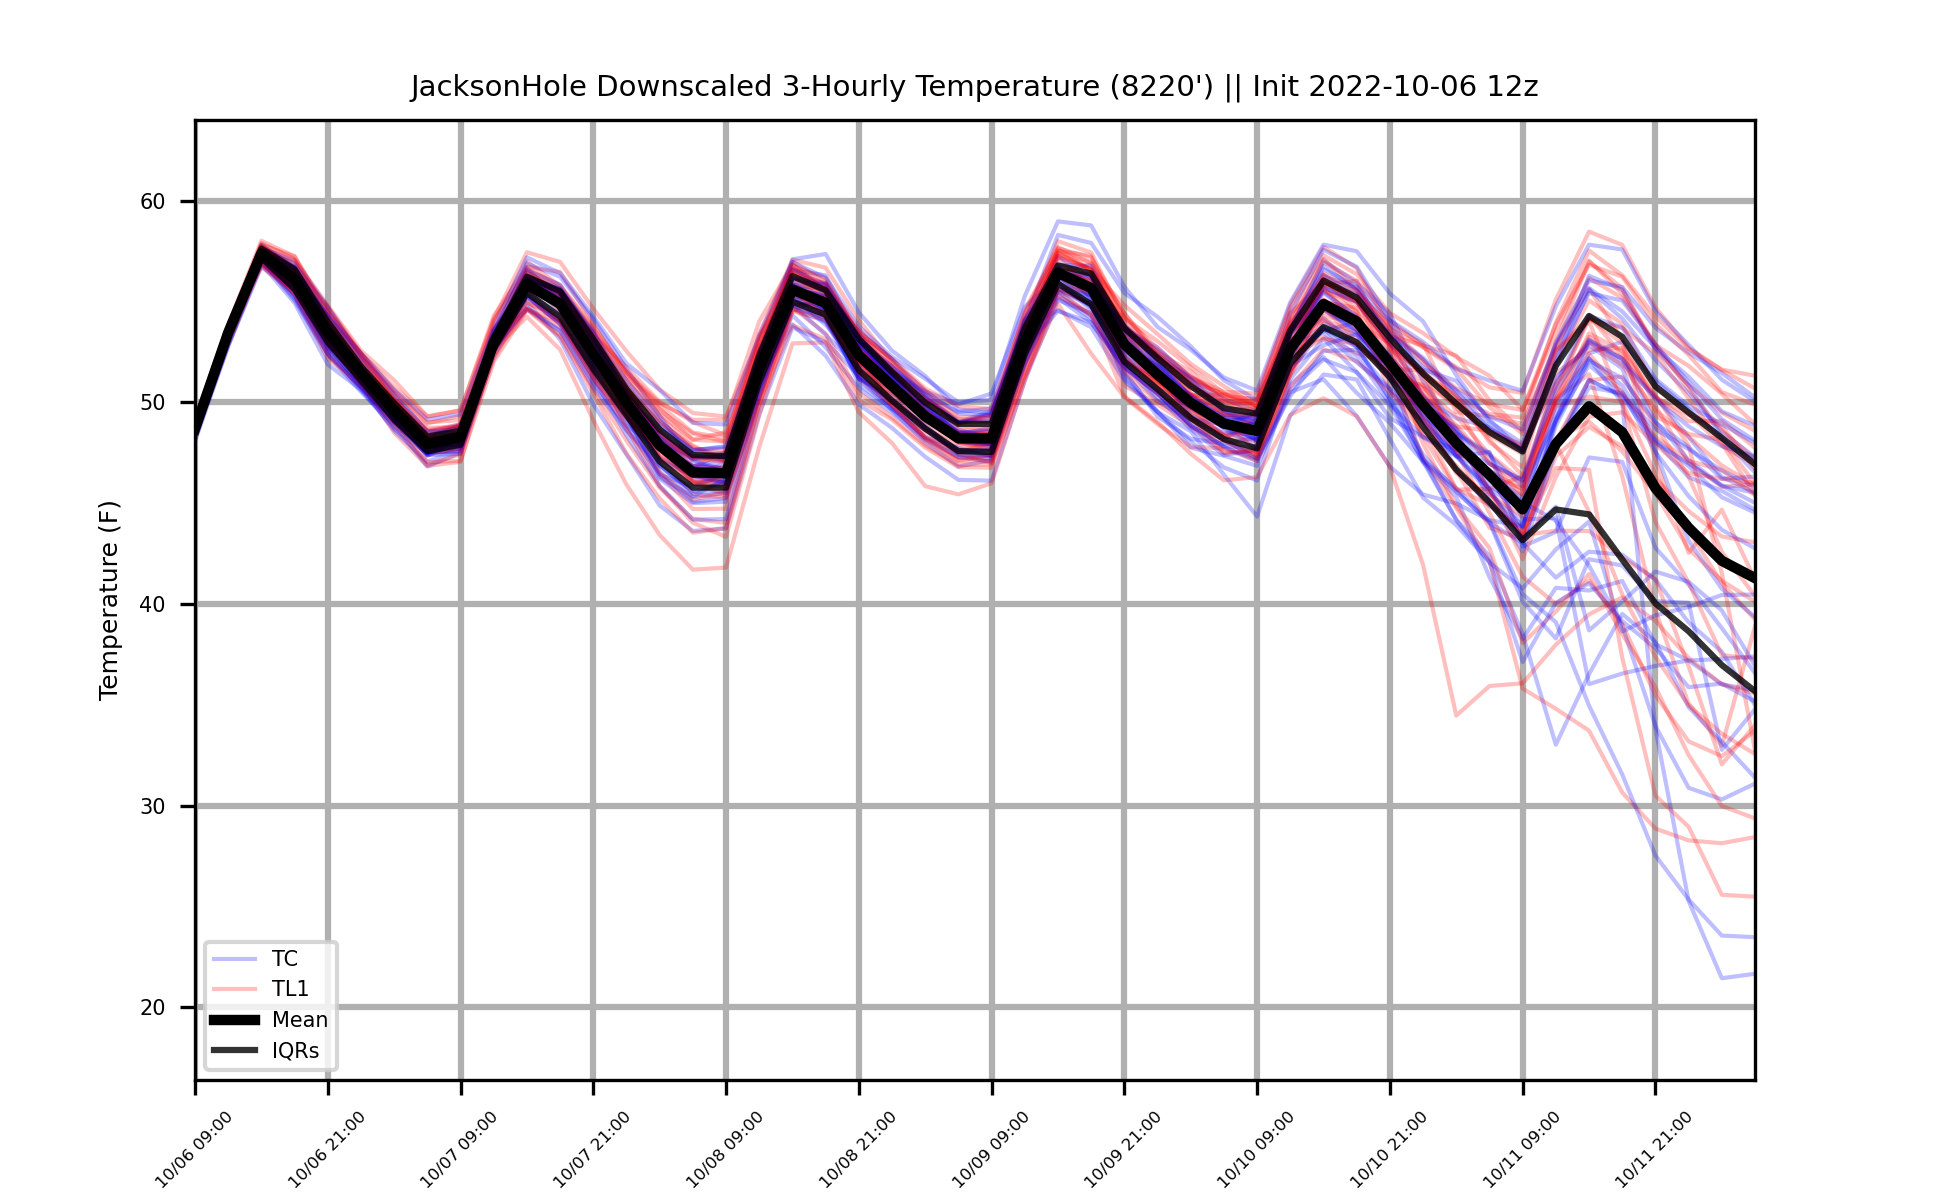 JacksonHole Downscaled 3-Hourly Temperature (8220') || Init 2022-10-06 12z
Temperature (F)
60
50
40
30
20
TC
TL1
Mean
IQRs
10/06 09:00
10/06 21:00
10/07 09:00
10/07 21:00
10/08 09:00
10/08 21:00
10/09 09:00
10/09 21:00
10/10 09:00
10/10 21:00
10/11 09:00
10/11 21:00